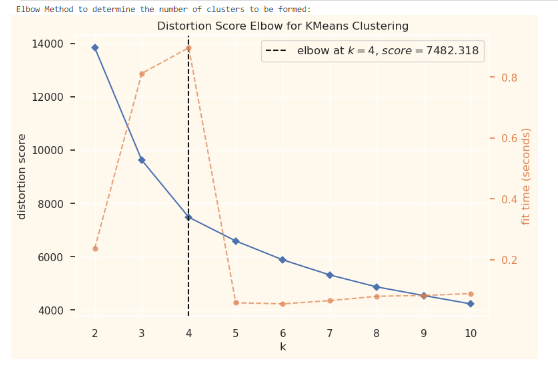 Elbow Method to determine the number of clusters to be formed:
Distortion Score Elbow for KMeans Clustering
elbow at k = 4, score = 7482.318
distortion score
14000
12000
10000
8000
6000
4000
0.8
0.6
0.4
0.2
fit time (seconds)
2 3 4 5 6 7 8 9 10
k